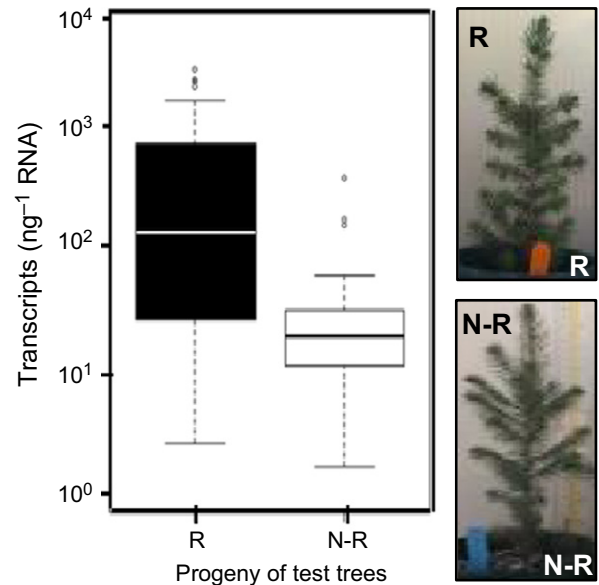 10⁴
10³
10²
10¹
10⁰
Transcripts (ng⁻¹ RNA)
R
N-R
Progeny of test trees
R
R
N-R
N-R